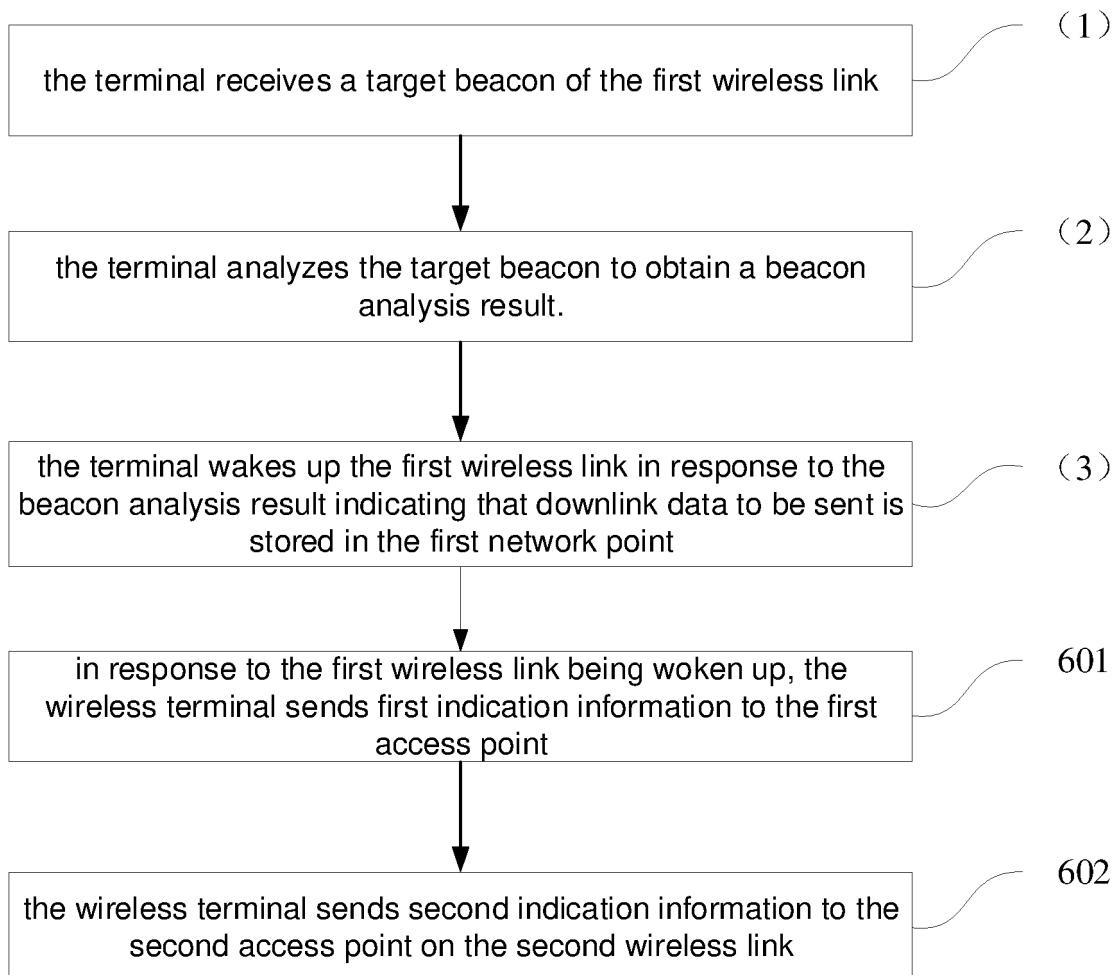 （1）
the terminal receives a target beacon of the first wireless link
（2）
the terminal analyzes the target beacon to obtain a beacon
analysis result.
（3）
the terminal wakes up the first wireless link in response to the
beacon analysis result indicating that downlink data to be sent is
stored in the first network point
601
in response to the first wireless link being woken up, the
wireless terminal sends first indication information to the first
access point
602
the wireless terminal sends second indication information to the
second access point on the second wireless link